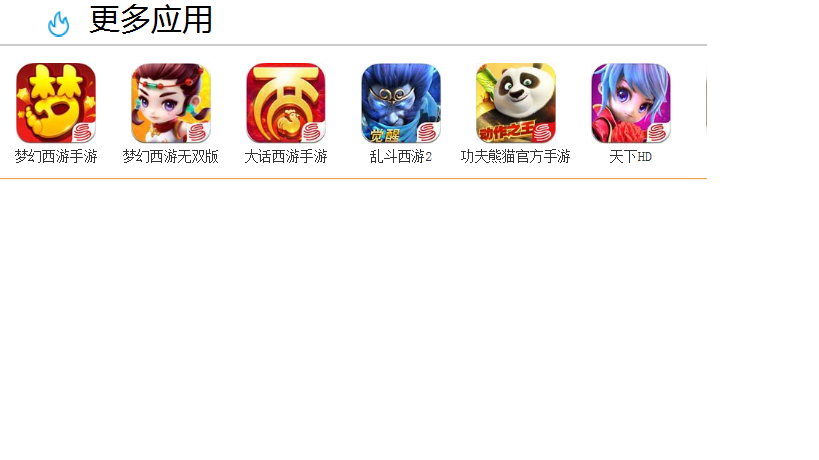 更多应用
梦
西
觉醒
动作之王
梦幻西游手游
梦幻西游无双版
大话西游手游
乱斗西游2
功夫熊猫官方手游
天下HD